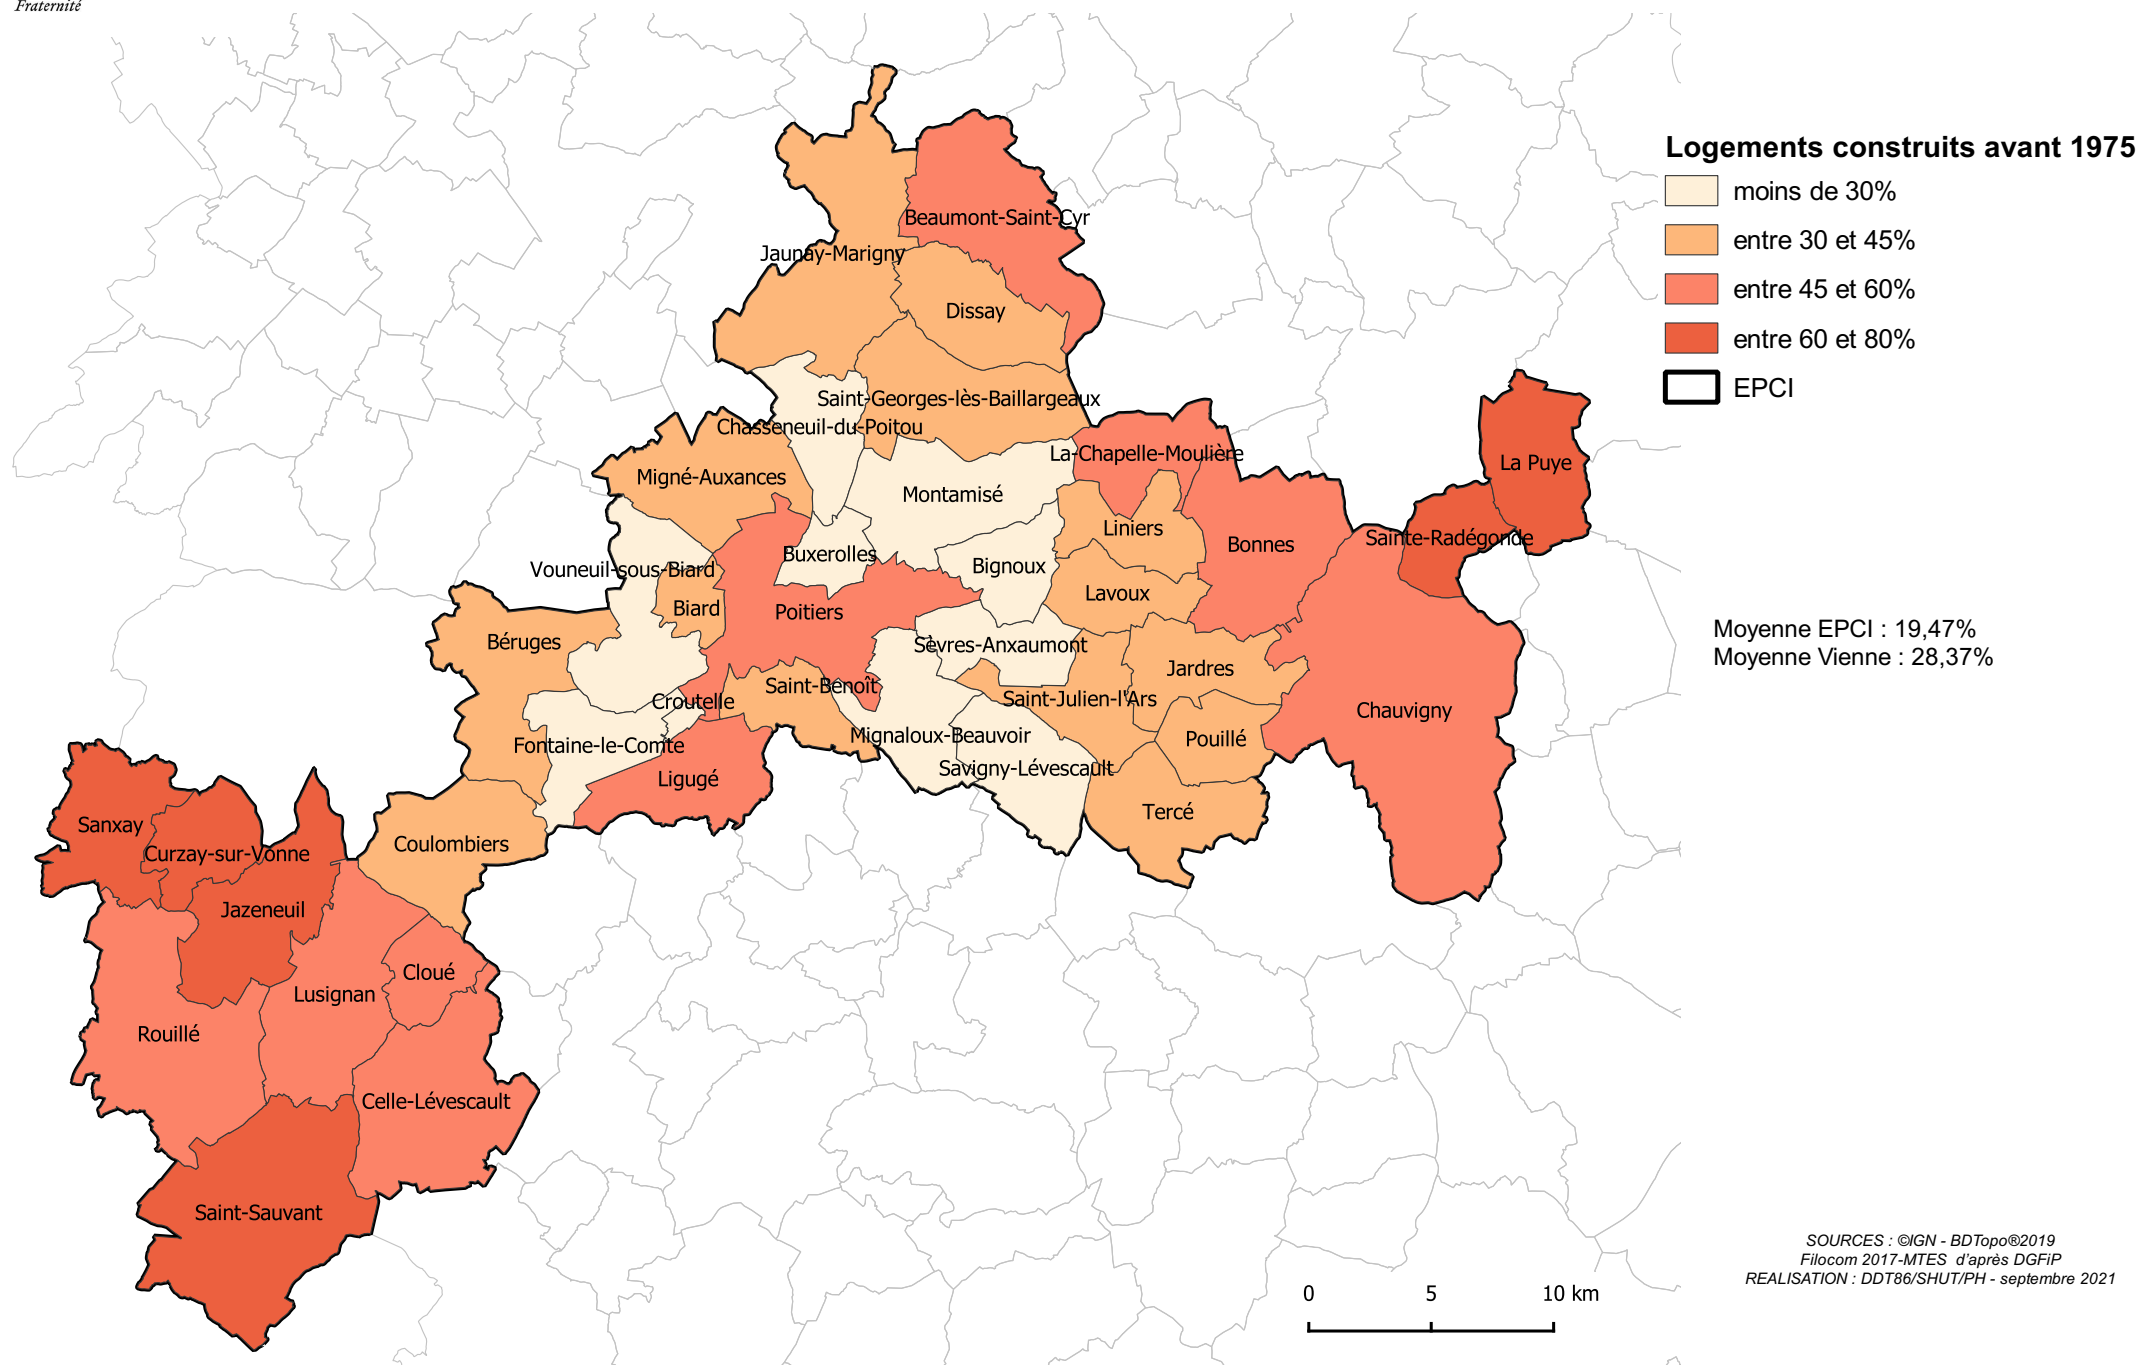 Fraternité
Logements construits avant 1975
moins de 30%
entre 30 et 45%
entre 45 et 60%
entre 60 et 80%
EPCI
Beaumont-Saint-Cyr
Jaunay-Marigny
Dissay
Saint-Georges-lès-Baillargeaux
Chasseneuil-du-Poitou
La-Chapelle-Moulière
La Puye
Migné-Auxances
Montamisé
Liniers
Bonnes
Sainte-Radégonde
Buxerolles
Bignoux
Vouneuil-sous-Biard
Lavoux
Biard
Poitiers
Béruges
Sèvres-Anxaumont
Jardres
Saint-Benoît
Croutelle
Saint-Julien-l'Ars
Chauvigny
Mignaloux-Beauvoir
Pouillé
Fontaine-le-Comte
Savigny-Lévescault
Ligugé
Tercé
Sanxay
Coulombiers
Curzay-sur-Vonne
Jazeneuil
Cloué
Lusignan
Rouillé
Celle-Lévescault
Saint-Sauvant
Moyenne EPCI : 19,47%
Moyenne Vienne : 28,37%
SOURCES : ©IGN - BDTopo®2019
Filocom 2017-MTES d'après DGFiP
REALISATION : DDT86/SHUT/PH - septembre 2021
0 5 10 km